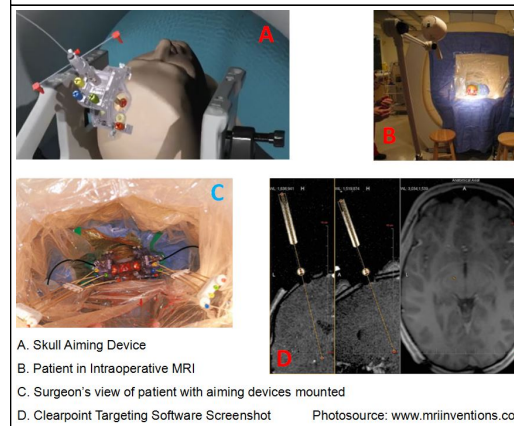 A
B
C
D
A. Skull Aiming Device
B. Patient in Intraoperative MRI
C. Surgeon's view of patient with aiming devices mounted
D. Clearpoint Targeting Software Screenshot Photosource: www.mriinventions.co